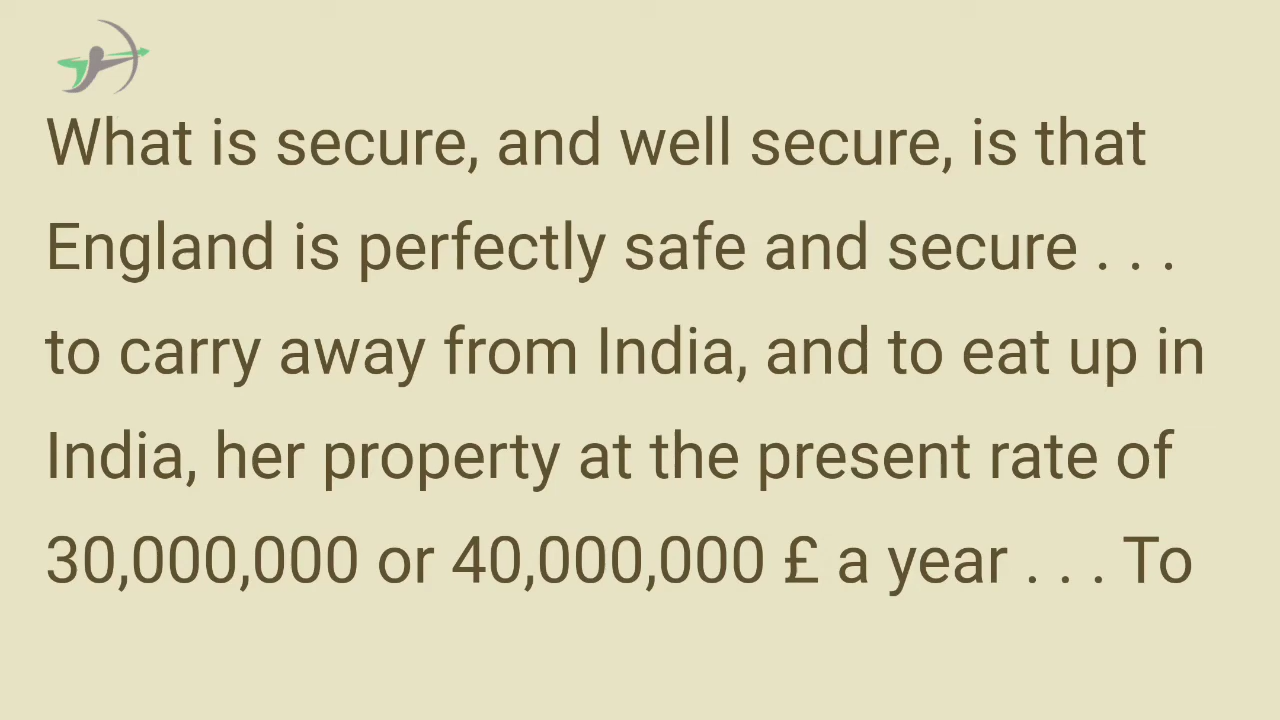 What is secure, and well secure, is that
England is perfectly safe and secure . . .
to carry away from India, and to eat up in
India, her property at the present rate of
30,000,000 or 40,000,000 £ a year . . . To